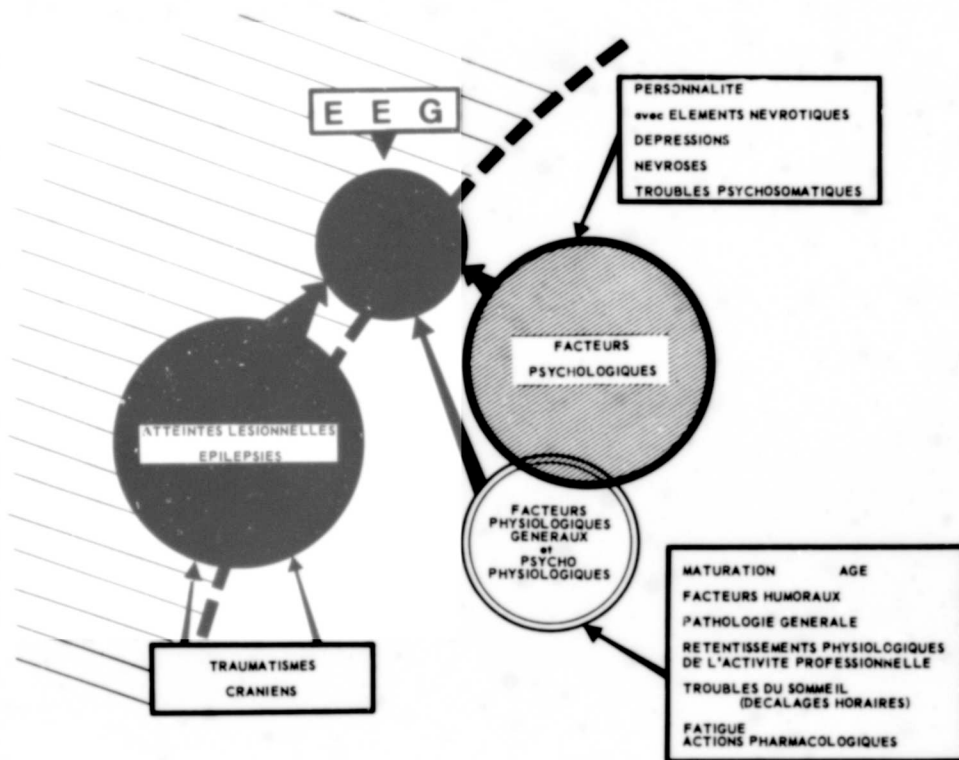 E E G
PERSONNALITE
avec ELEMENTS NEVROTIQUES
DEPRESSIONS
NEVROSES
TROUBLES PSYCHOSOMATIQUES
FACTEURS
PSYCHOLOGIQUES
ATTEINTES LESIONNELLES
EPILEPSIES
FACTEURS
PHYSIOLOGIQUES
GENERAUX
et
PSYCHO
PHYSIOLOGIQUES
TRAUMATISMES
CRANIENS
MATURATION AGE
FACTEURS HUMORAUX
PATHOLOGIE GENERALE
RETENTISSEMENTS PHYSIOLOGIQUES
DE L'ACTIVITE PROFESSIONNELLE
TROUBLES DU SOMMEIL
(DECALAGES HORAIRES)
FATIGUE
ACTIONS PHARMACOLOGIQUES